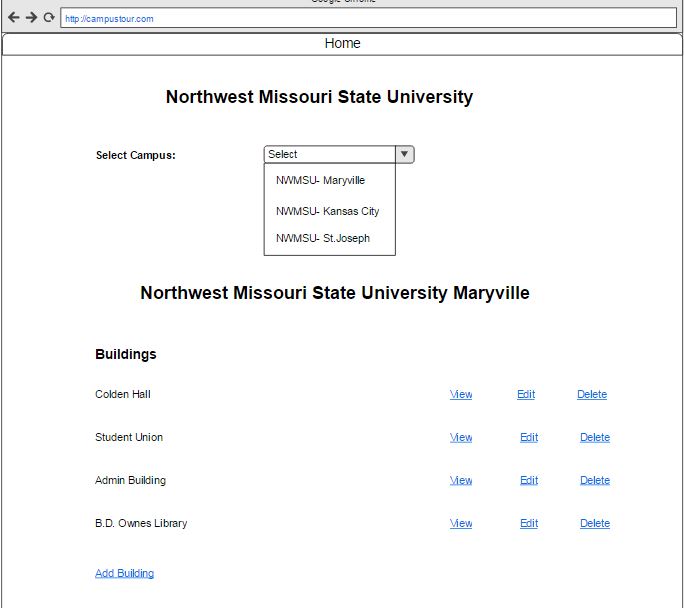 Google Chrome
http://campustour.com
Home
Northwest Missouri State University
Select Campus: Select
NWMSU- Maryville
NWMSU- Kansas City
NWMSU- St.Joseph
Northwest Missouri State University Maryville
Buildings
Colden Hall View Edit Delete
Student Union View Edit Delete
Admin Building View Edit Delete
B.D. Ownes Library View Edit Delete
Add Building